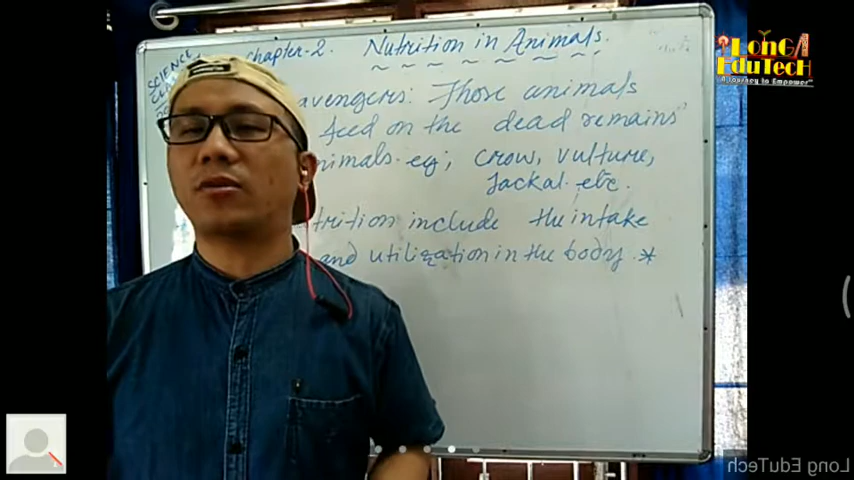 SCIENCE
Chapter-2. Nutrition in Animals.
avengers: Those animals
feed on the dead remains"
nimals. eg; crow, vulture,
Jackal. etc.
trition include the intake
and utilization in the body. *
LONGA
EDUTECH
A Journey to Empower
Long EduTech